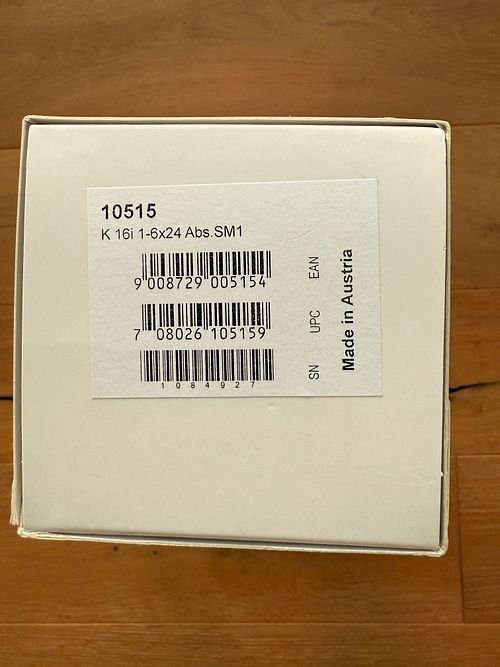 10515
K 16i 1-6x24 Abs.SM1
9 008729 005154
EAN
7 08026 105159
UPC
1084927
SN
Made in Austria